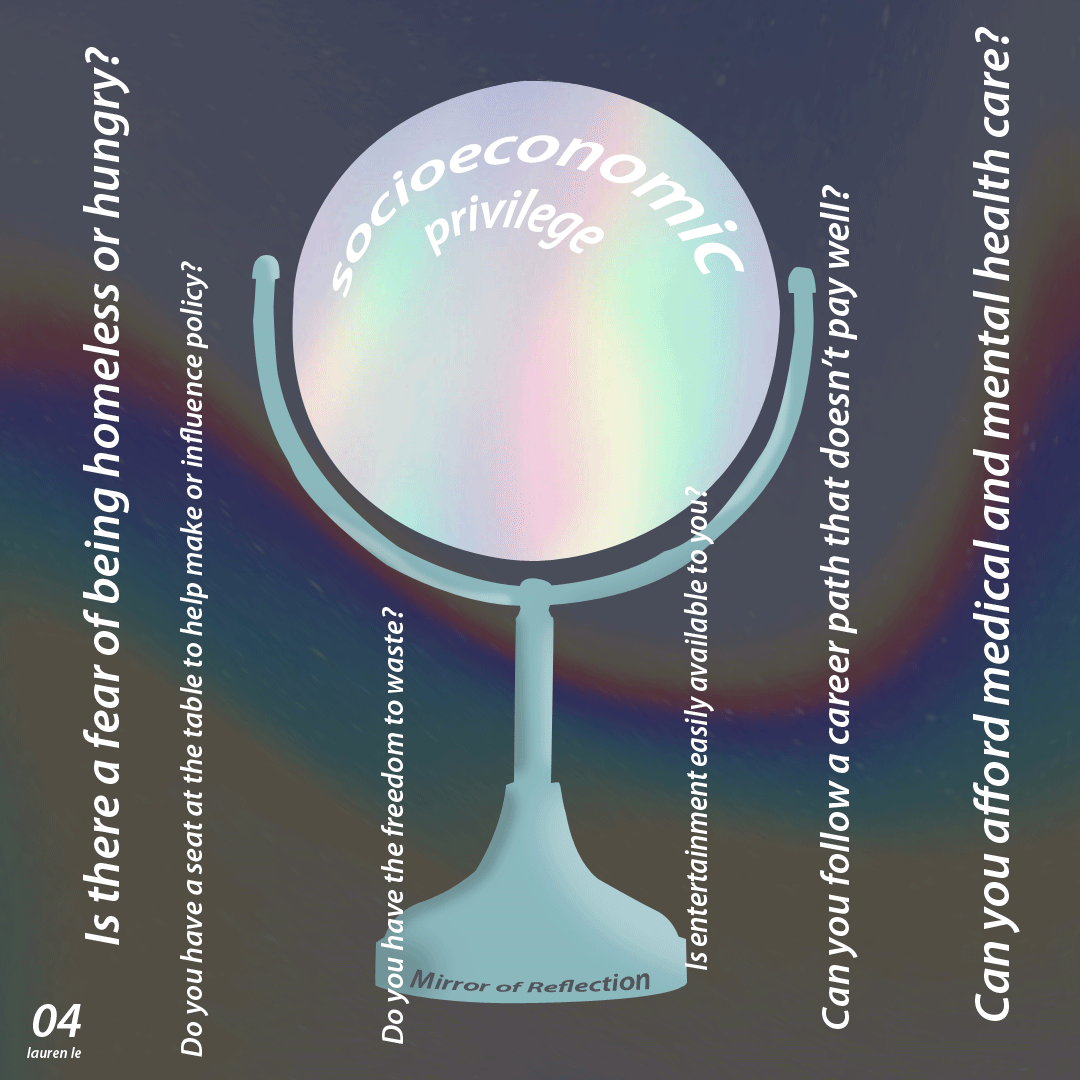 socioeconomic
privilege
Is there a fear of being homeless or hungry?
Do you have a seat at the table to help make or influence policy?
Do you have the freedom to waste?
Is entertainment easily available to you?
Can you follow a career path that doesn't pay well?
Can you afford medical and mental health care?
Mirror of Reflection
04
lauren le